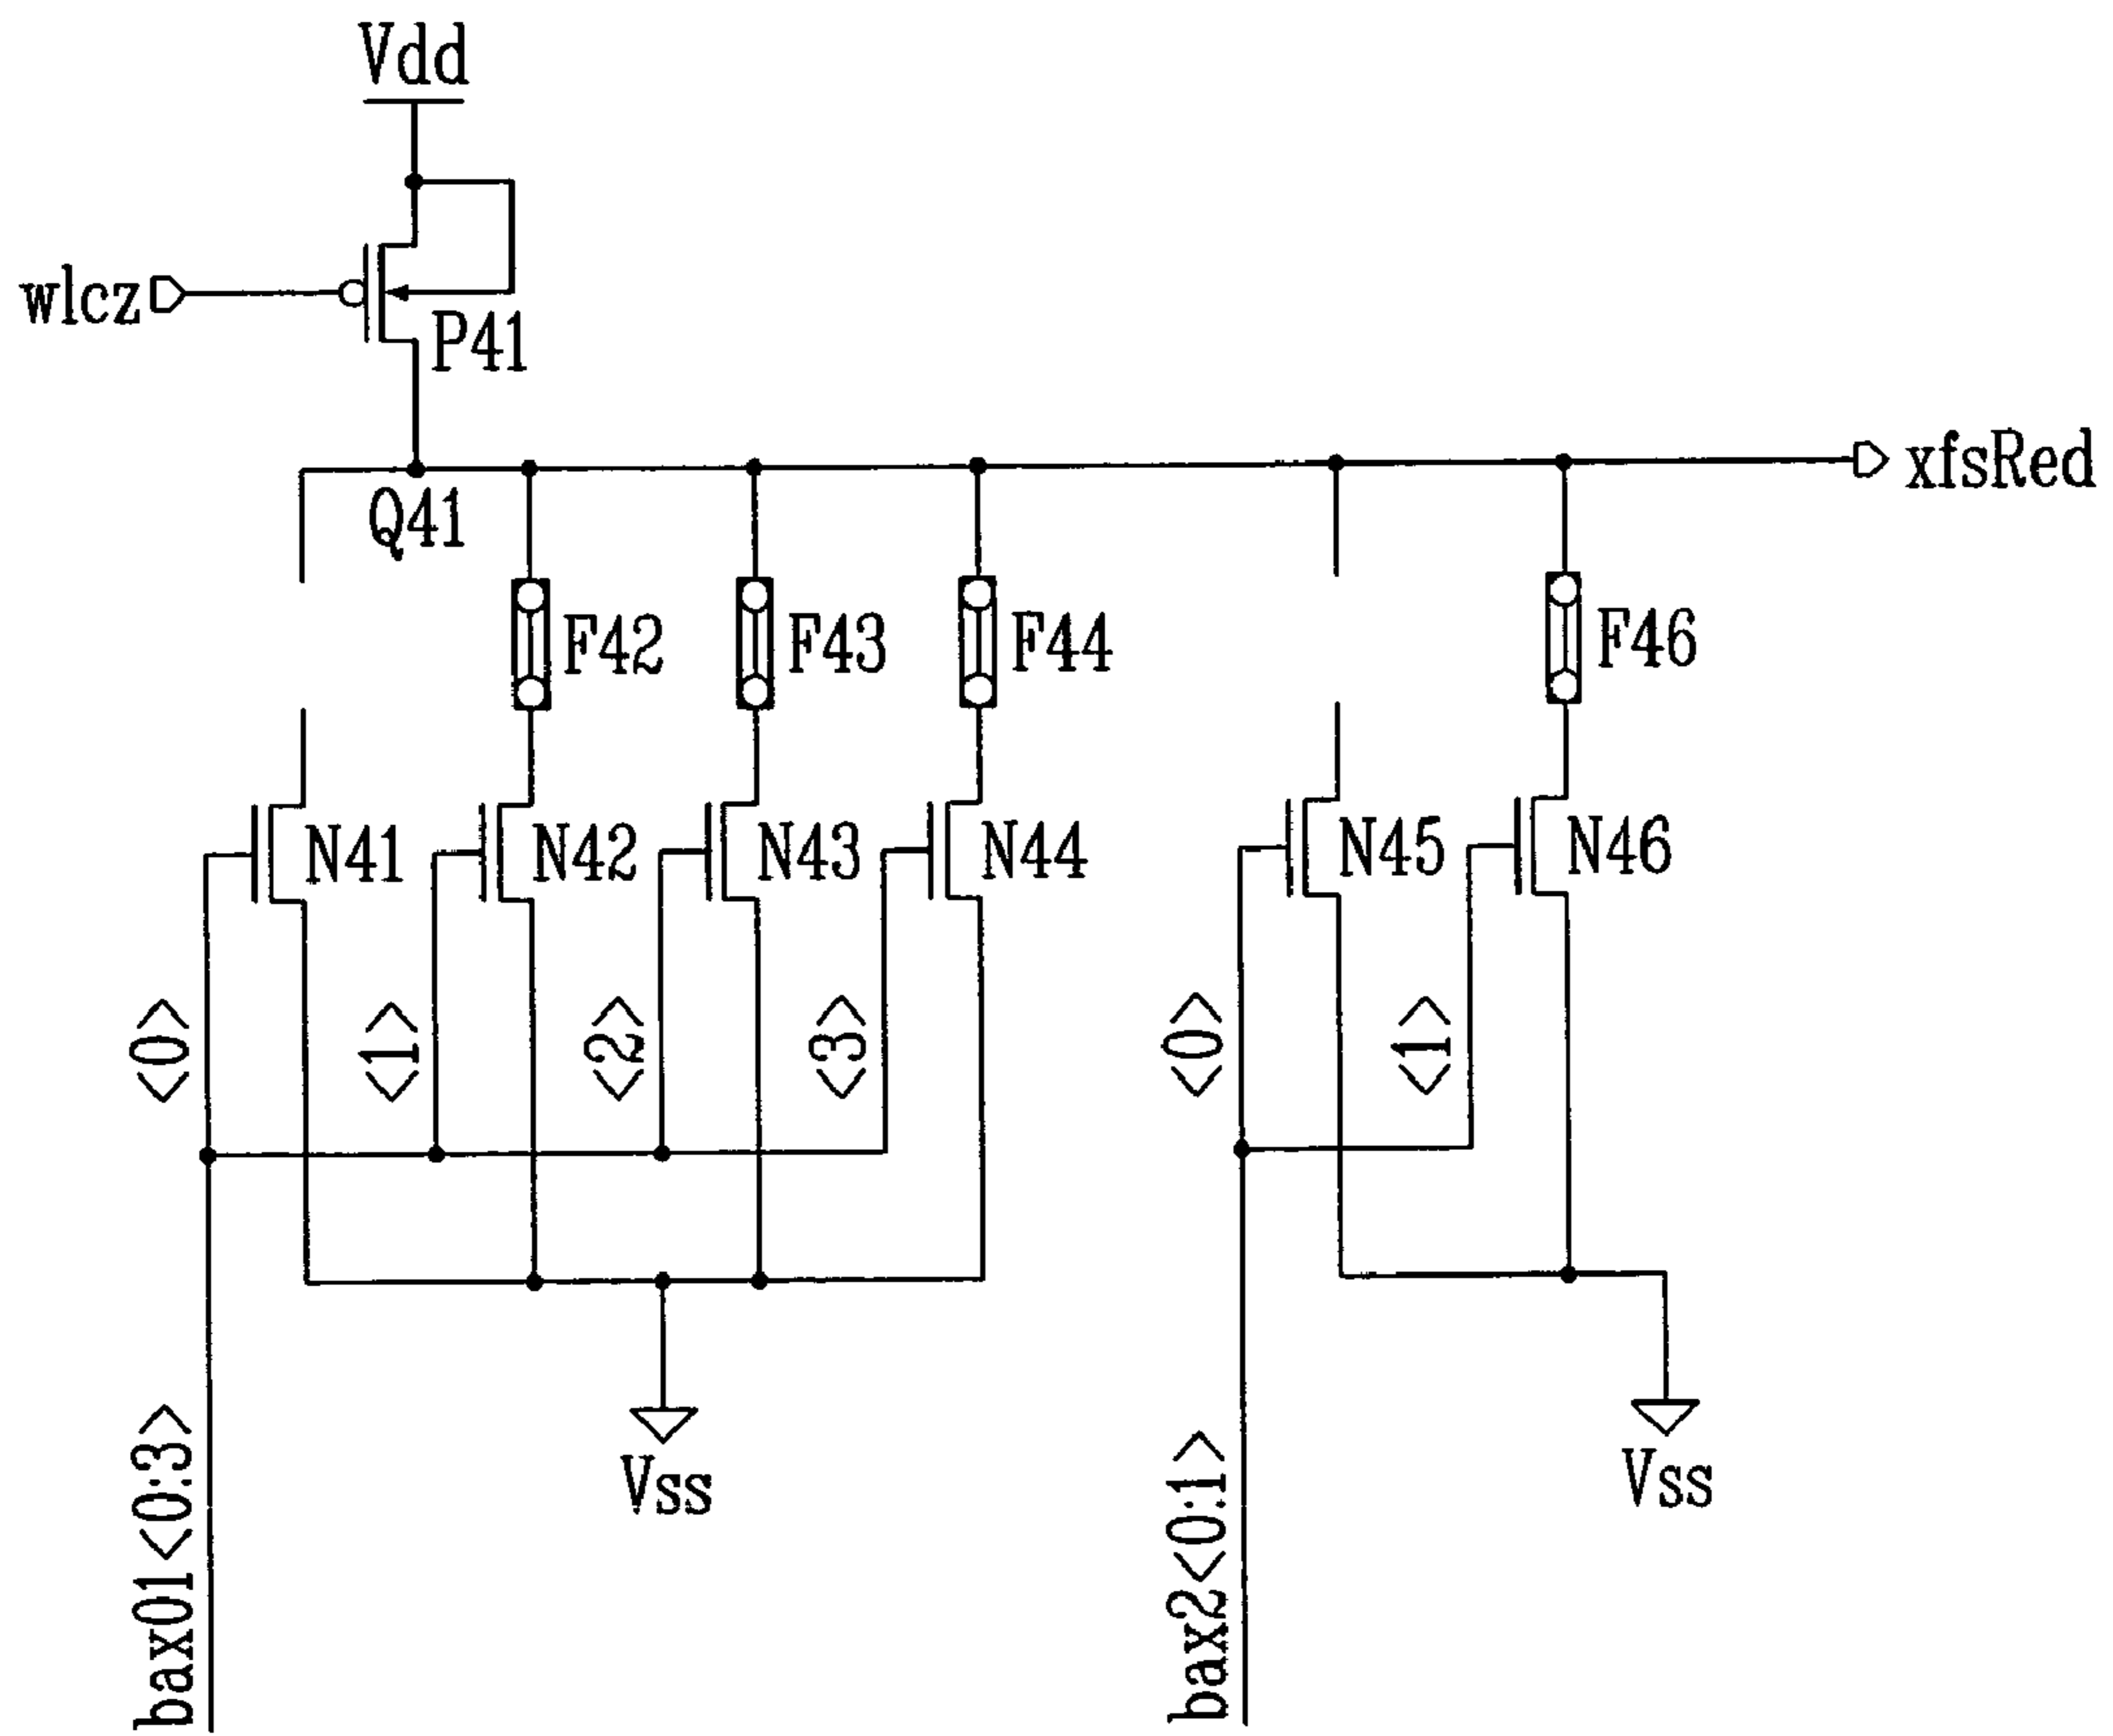 Vdd
wlcz
P41
Q41
xfsRed
F42
F43
F44
F46
N41
N42
N43
N44
N45
N46
<0>
<1>
<2>
<3>
<0>
<1>
bax01<0:3>
Vss
bax2<0:1>
Vss